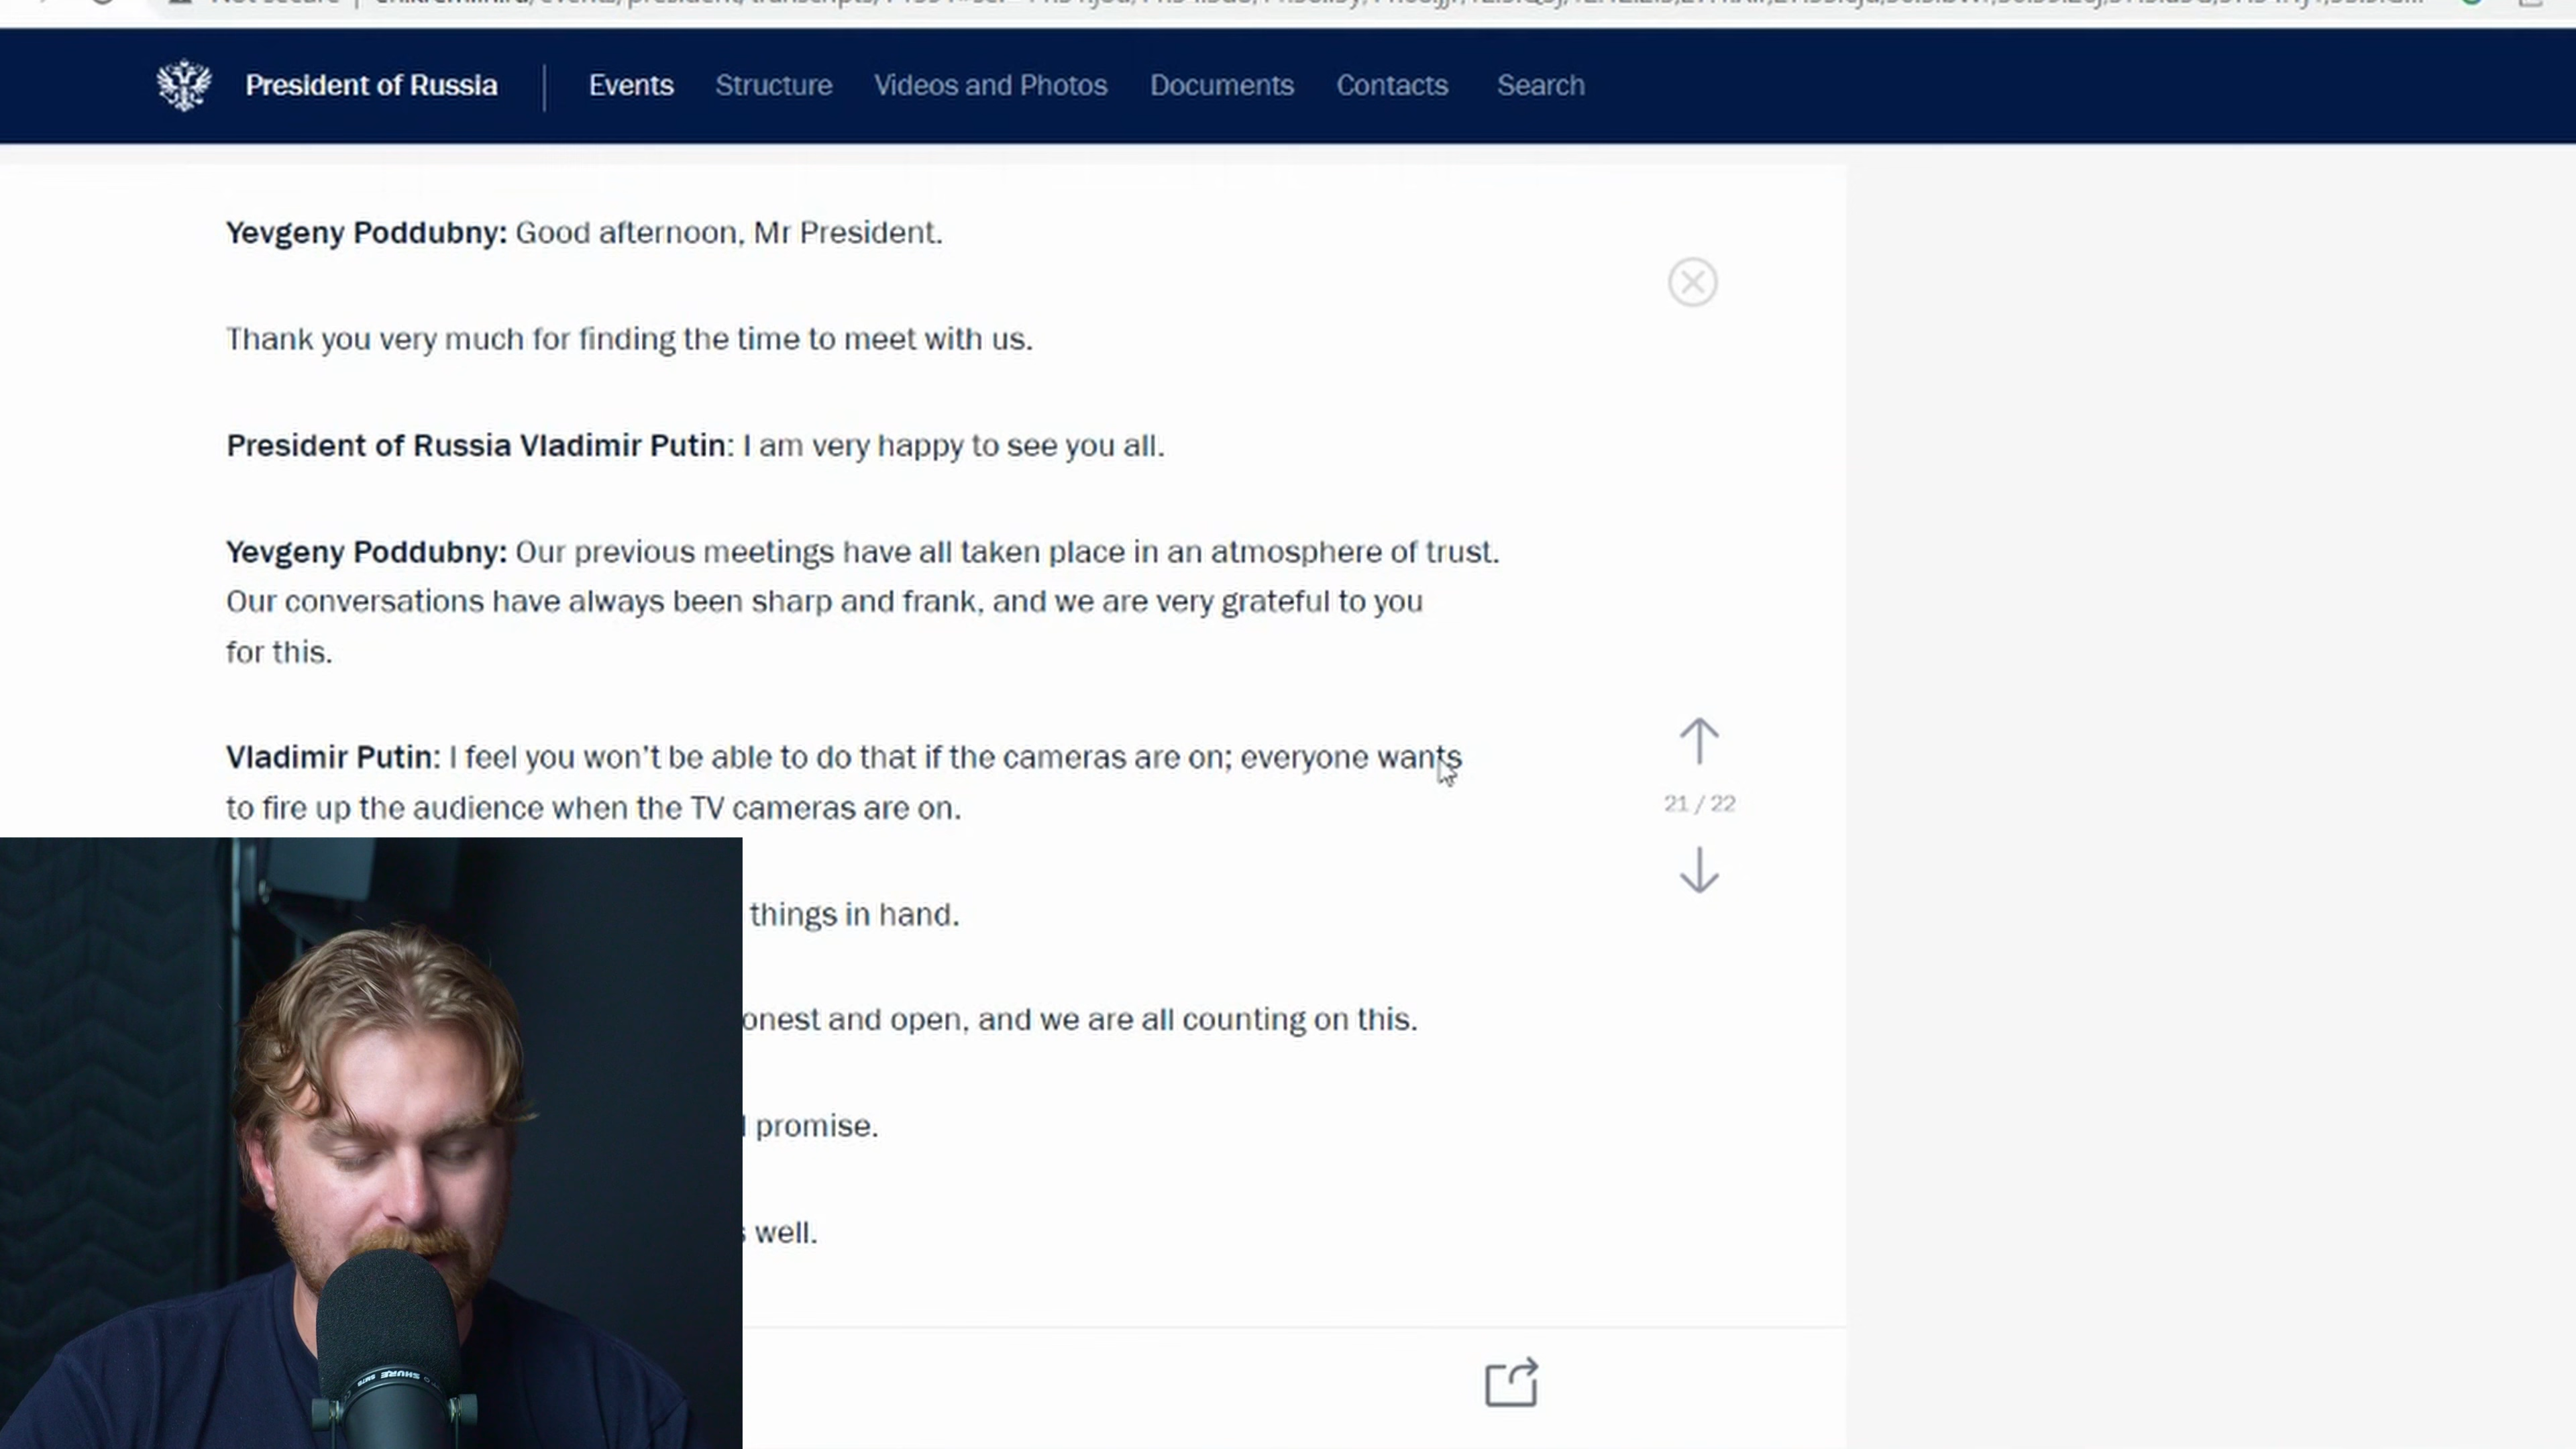 President of Russia
Events
Structure
Videos and Photos
Documents
Contacts
Search
Yevgeny Poddubny: Good afternoon, Mr President.
Thank you very much for finding the time to meet with us.
President of Russia Vladimir Putin: I am very happy to see you all.
Yevgeny Poddubny: Our previous meetings have all taken place in an atmosphere of trust.
Our conversations have always been sharp and frank, and we are very grateful to you
for this.
Vladimir Putin: I feel you won't be able to do that if the cameras are on; everyone wants
to fire up the audience when the TV cameras are on.
21 / 22
things in hand.
and open, and we are all counting on this.
promise.
well.
SHURE